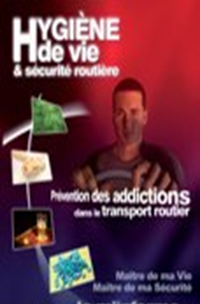 HYGIÈNE
de vie
& sécurité routière
Prévention des addictions
dans le transport routier
Maître de ma Vie
Maître de ma Sécurité